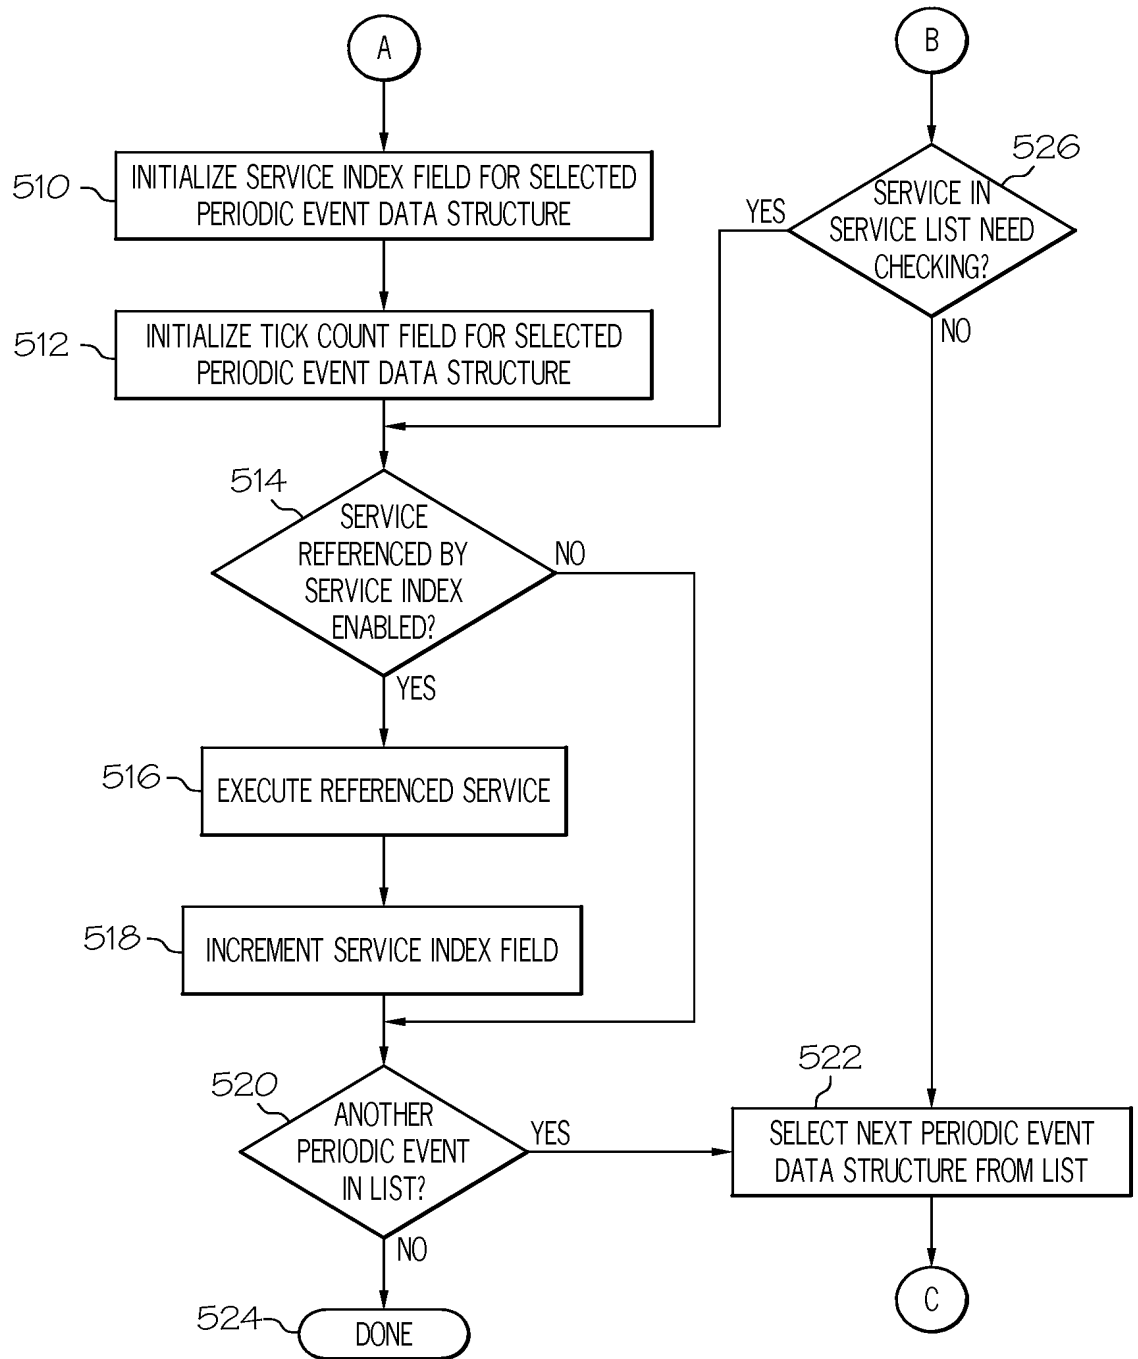 A
B
510
INITIALIZE SERVICE INDEX FIELD FOR SELECTED
PERIODIC EVENT DATA STRUCTURE
526
SERVICE IN
SERVICE LIST NEED
CHECKING?
YES
NO
512
INITIALIZE TICK COUNT FIELD FOR SELECTED
PERIODIC EVENT DATA STRUCTURE
514
SERVICE
REFERENCED BY
SERVICE INDEX
ENABLED?
NO
YES
516
EXECUTE REFERENCED SERVICE
518
INCREMENT SERVICE INDEX FIELD
520
ANOTHER
PERIODIC EVENT
IN LIST?
YES
NO
522
SELECT NEXT PERIODIC EVENT
DATA STRUCTURE FROM LIST
524
DONE
C